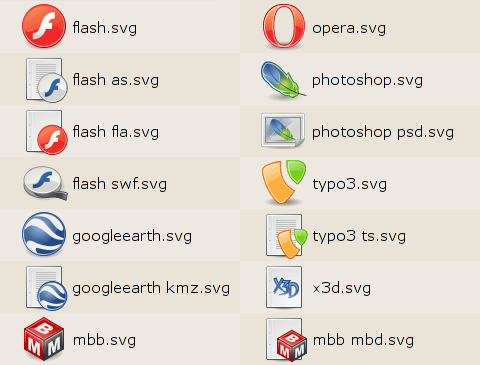 flash.svg
flash as.svg
flash fla.svg
flash swf.svg
googleearth.svg
googleearth kmz.svg
mbb.svg
B
M M
opera.svg
photoshop.svg
photoshop psd.svg
typo3.svg
typo3 ts.svg
X3D
x3d.svg
B
M M
mbb mbd.svg